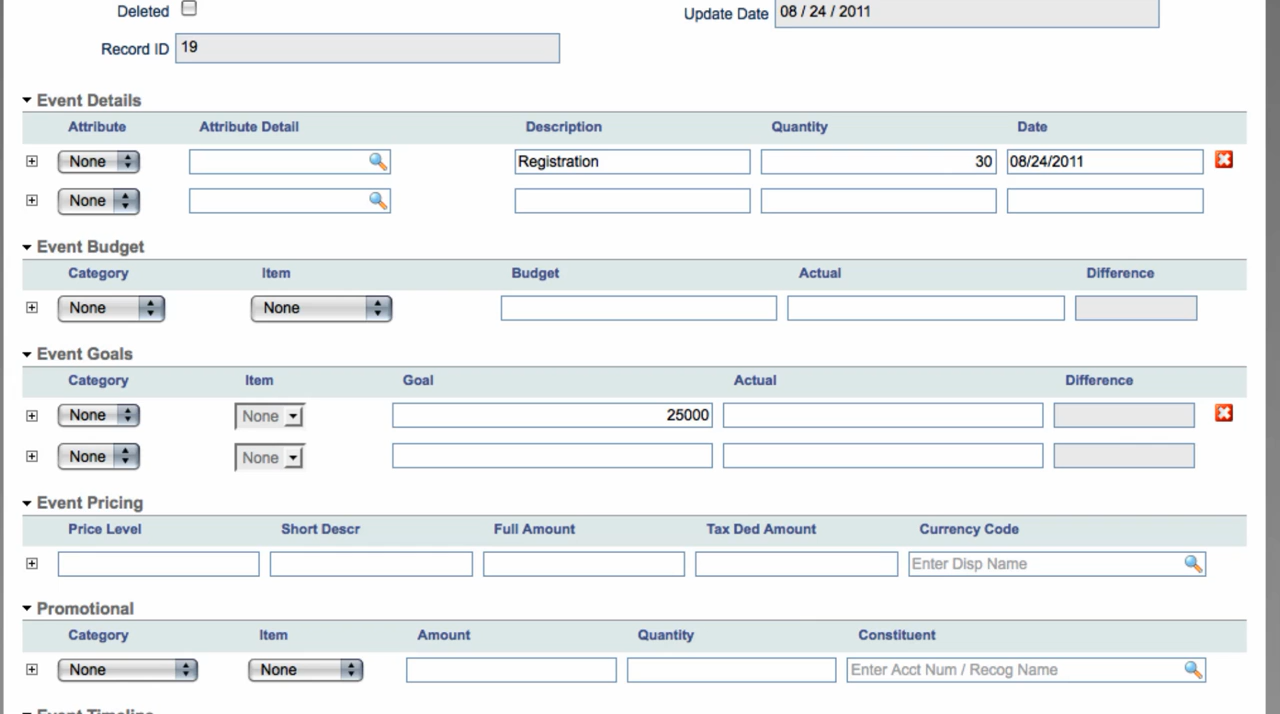 Deleted Update Date 08 / 24 / 2011
Record ID 19
Event Details
Attribute Attribute Detail Description Quantity Date
None Registration 30 08/24/2011
None
Event Budget
Category Item Budget Actual Difference
None None
Event Goals
Category Item Goal Actual Difference
None None 25000
None None
Event Pricing
Price Level Short Descr Full Amount Tax Ded Amount Currency Code
Enter Disp Name
Promotional
Category Item Amount Quantity Constituent
None None Enter Acct Num / Recog Name
Event Timeline